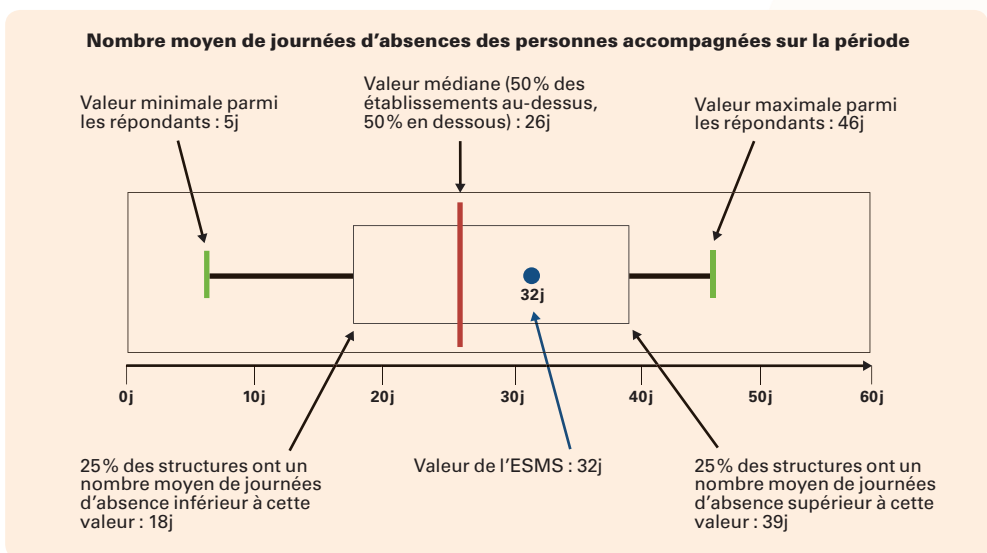 Nombre moyen de journées d’absences des personnes accompagnées sur la période
Valeur minimale parmi
les répondants : 5j
Valeur médiane (50% des
établissements au-dessus,
50% en dessous) : 26j
Valeur maximale parmi
les répondants : 46j
32j
0j 10j 20j 30j 40j 50j 60j
25% des structures ont un
nombre moyen de journées
d’absence inférieur à cette
valeur : 18j
Valeur de l’ESMS : 32j
25% des structures ont un
nombre moyen de journées
d’absence supérieur à cette
valeur : 39j